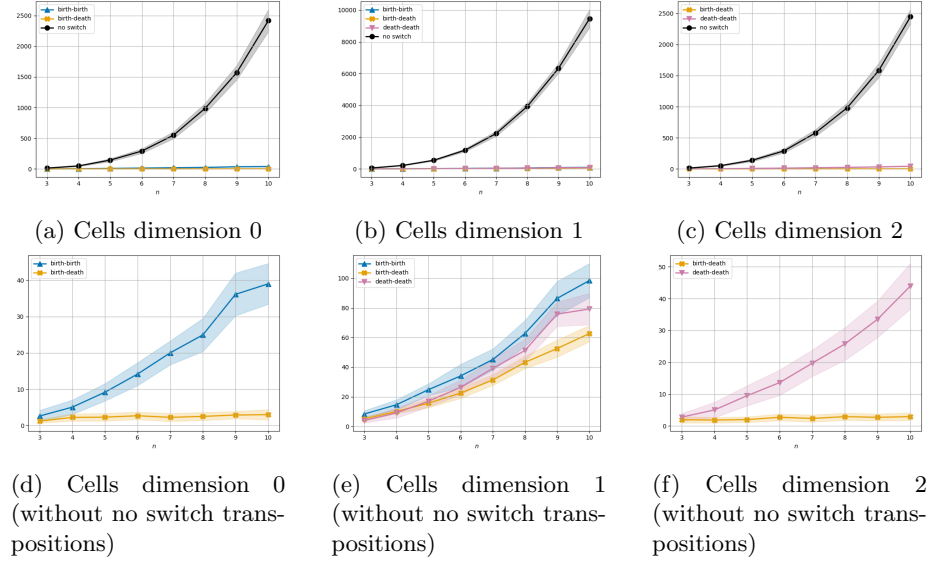 birth-birth
birth-death
no switch
2500
2000
1500
1000
500
0
3 4 5 6 7 8 9 10
n
(a) Cells dimension 0
birth-birth
birth-death
death-death
no switch
10000
8000
6000
4000
2000
0
3 4 5 6 7 8 9 10
n
(b) Cells dimension 1
birth-death
death-death
no switch
2500
2000
1500
1000
500
0
3 4 5 6 7 8 9 10
n
(c) Cells dimension 2
birth-birth
birth-death
40
30
20
10
0
3 4 5 6 7 8 9 10
n
(d) Cells dimension 0
(without no switch trans-
positions)
birth-birth
birth-death
death-death
100
80
60
40
20
0
3 4 5 6 7 8 9 10
n
(e) Cells dimension 1
(without no switch trans-
positions)
birth-death
death-death
50
40
30
20
10
0
3 4 5 6 7 8 9 10
n
(f) Cells dimension 2
(without no switch trans-
positions)